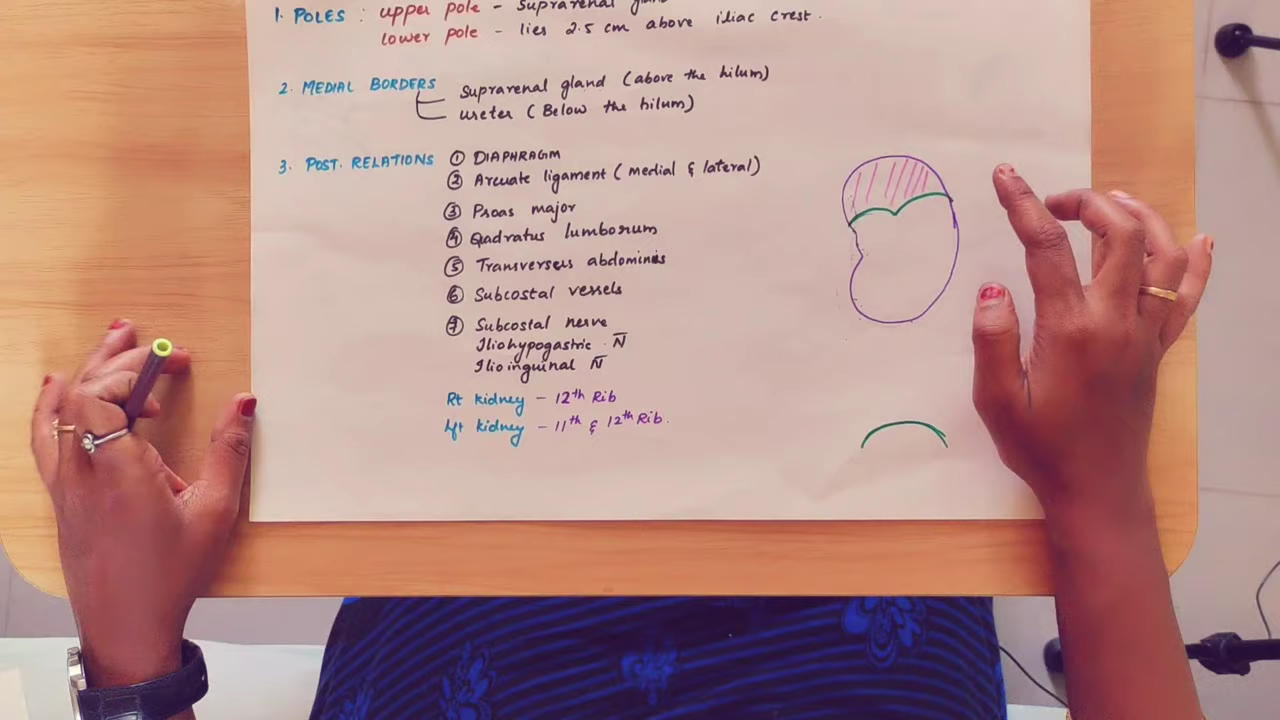 1. POLES : upper pole - Suprarenal gland
lower pole - lies 2.5 cm above iliac crest.
2. MEDIAL BORDERS
Suprarenal gland (above the hilum)
ureter (Below the hilum)
3. POST. RELATIONS
① DIAPHRAGM
② Arcuate ligament (medial & lateral)
③ Psoas major
④ Qadratus lumborum
⑤ Transversus abdominis
⑥ Subcostal vessels
⑦ Subcostal nerve
Iliohypogastric N̄
Ilioinguinal N̄
Rt kidney - 12th Rib
Lft kidney - 11th & 12th Rib.